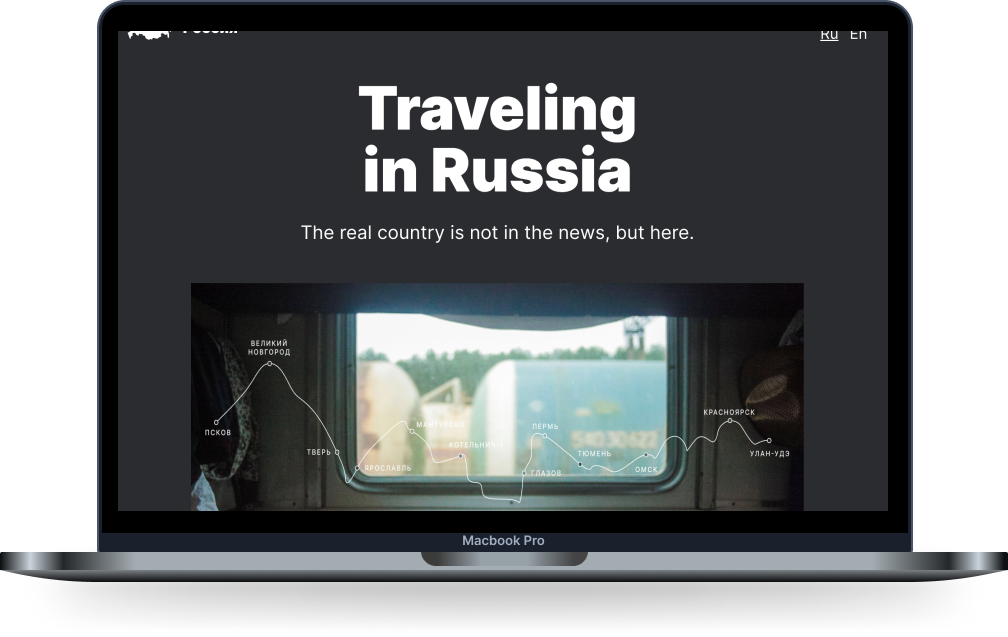 Россия
Ru En
Traveling
in Russia
The real country is not in the news, but here.
ВЕЛИКИЙ
НОВГОРОД
ПСКОВ
ТВЕРЬ
ЯРОСЛАВЛЬ
МАНТУРОВО
КОТЕЛЬНИЧ
ПЕРМЬ
ГЛАЗОВ
ТЮМЕНЬ
ОМСК
КРАСНОЯРСК
УЛАН-УДЭ
Macbook Pro